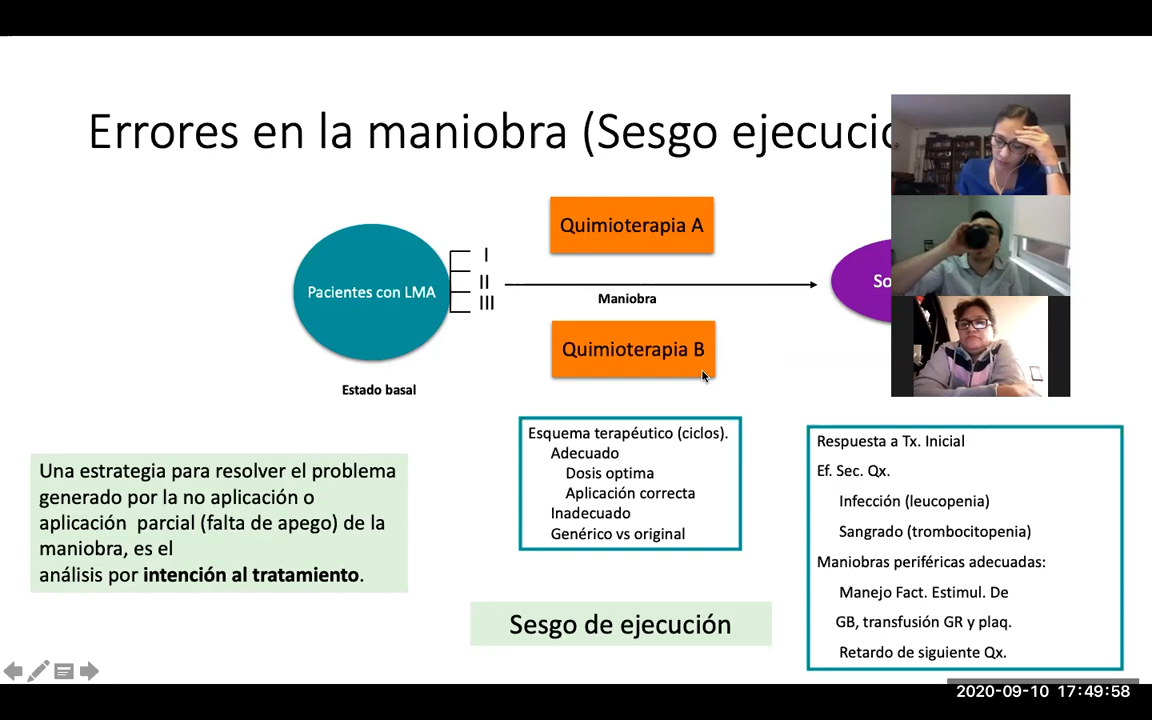 Errores en la maniobra (Sesgo ejecució
Quimioterapia A
I
Pacientes con LMA
II
III
Maniobra
So
Quimioterapia B
Estado basal
Esquema terapéutico (ciclos).
Adecuado
Dosis optima
Aplicación correcta
Inadecuado
Genérico vs original
Respuesta a Tx. Inicial
Ef. Sec. Qx.
Infección (leucopenia)
Sangrado (trombocitopenia)
Maniobras periféricas adecuadas:
Manejo Fact. Estimul. De
GB, transfusión GR y plaq.
Retardo de siguiente Qx.
Una estrategia para resolver el problema
generado por la no aplicación o
aplicación parcial (falta de apego) de la
maniobra, es el
análisis por intención al tratamiento.
Sesgo de ejecución
2020-09-10 17:49:58